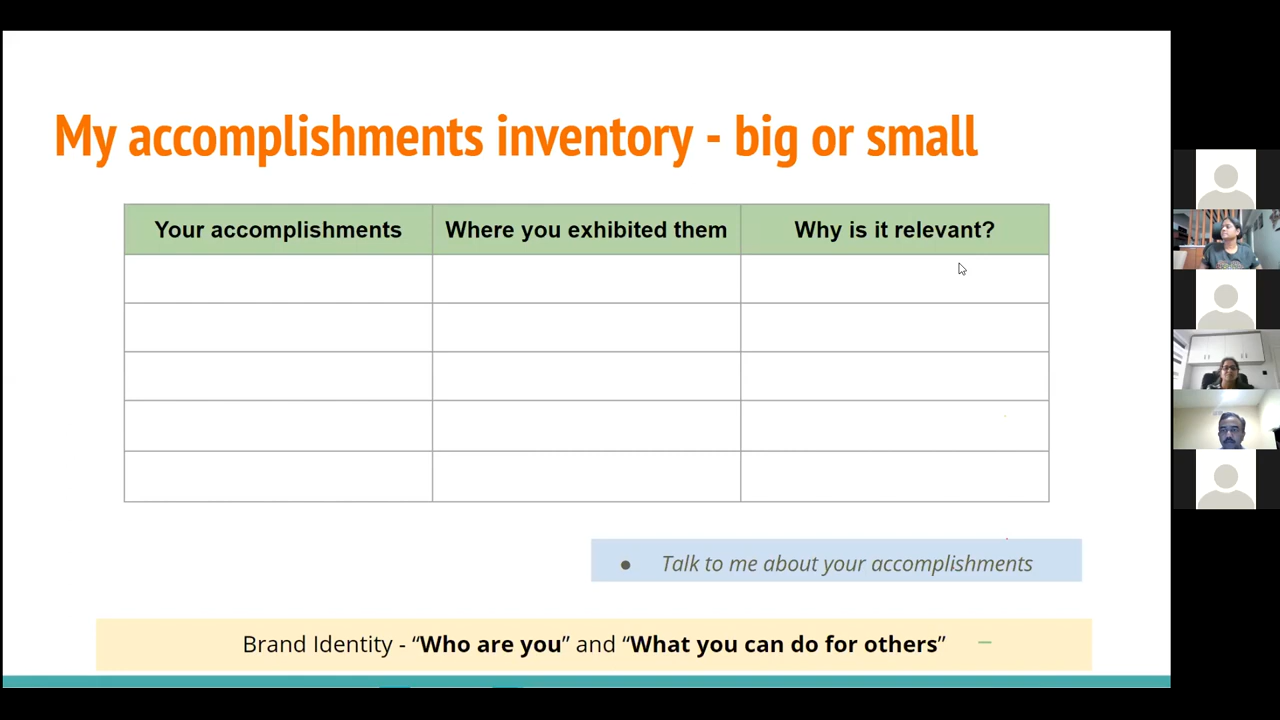 My accomplishments inventory - big or small
Your accomplishments
Where you exhibited them
Why is it relevant?
● Talk to me about your accomplishments
Brand Identity - “Who are you” and “What you can do for others”